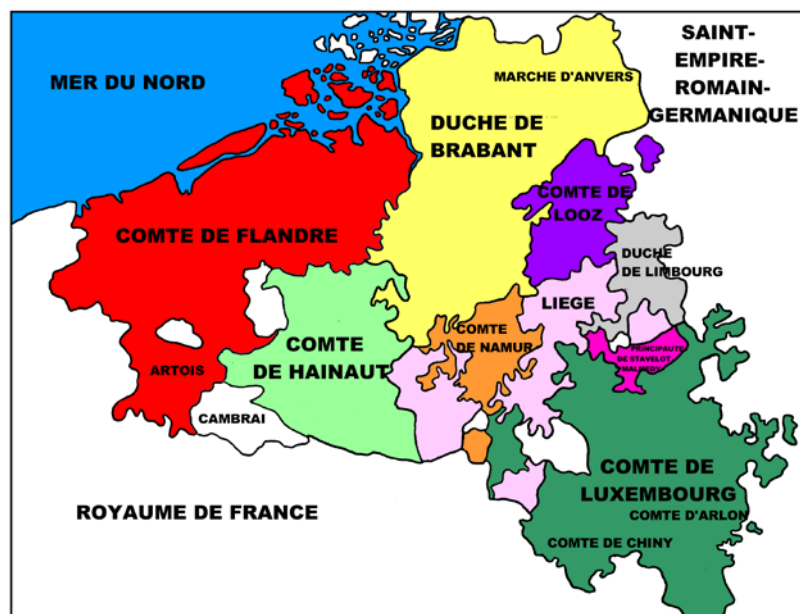 SAINT-
EMPIRE-
ROMAIN-
GERMANIQUE
MER DU NORD
MARCHE D'ANVERS
DUCHE DE
BRABANT
COMTE DE
LOOZ
COMTE DE FLANDRE
DUCHE
DE LIMBOURG
LIEGE
COMTE
DE NAMUR
COMTE
DE HAINAUT
PRINCIPAUTE
DE STAVELOT
MALMEDY
ARTOIS
CAMBRAI
COMTE DE
LUXEMBOURG
COMTE D'ARLON
ROYAUME DE FRANCE
COMTE DE CHINY